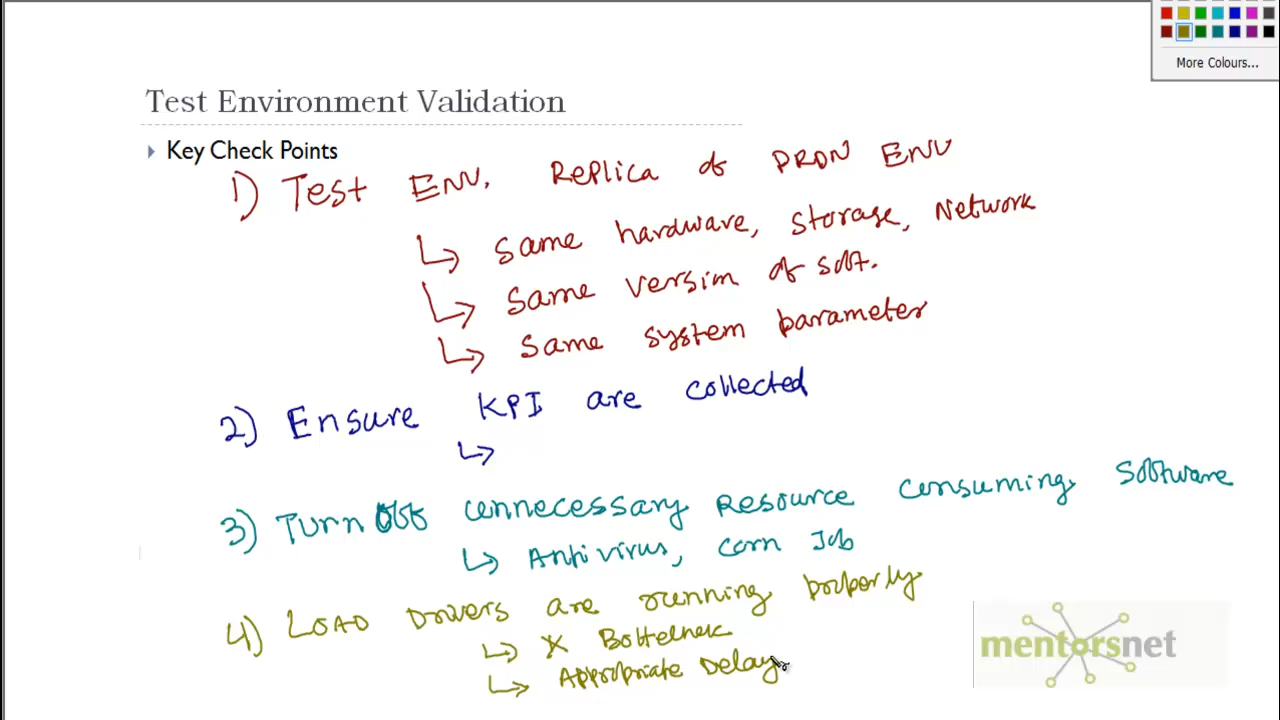 More Colours...
Test Environment Validation
Key Check Points
1) Test ENV. Replica of PRDN ENV
Same hardware, storage, Network
Same version of soft.
Same system parameter
2) Ensure KPI are collected
3) Turn off unnecessary Resource consuming software
Antivirus, corn Job
4) LOAD Drivers are running properly
X Bottelneck
Appropriate Delays
mentorsnet